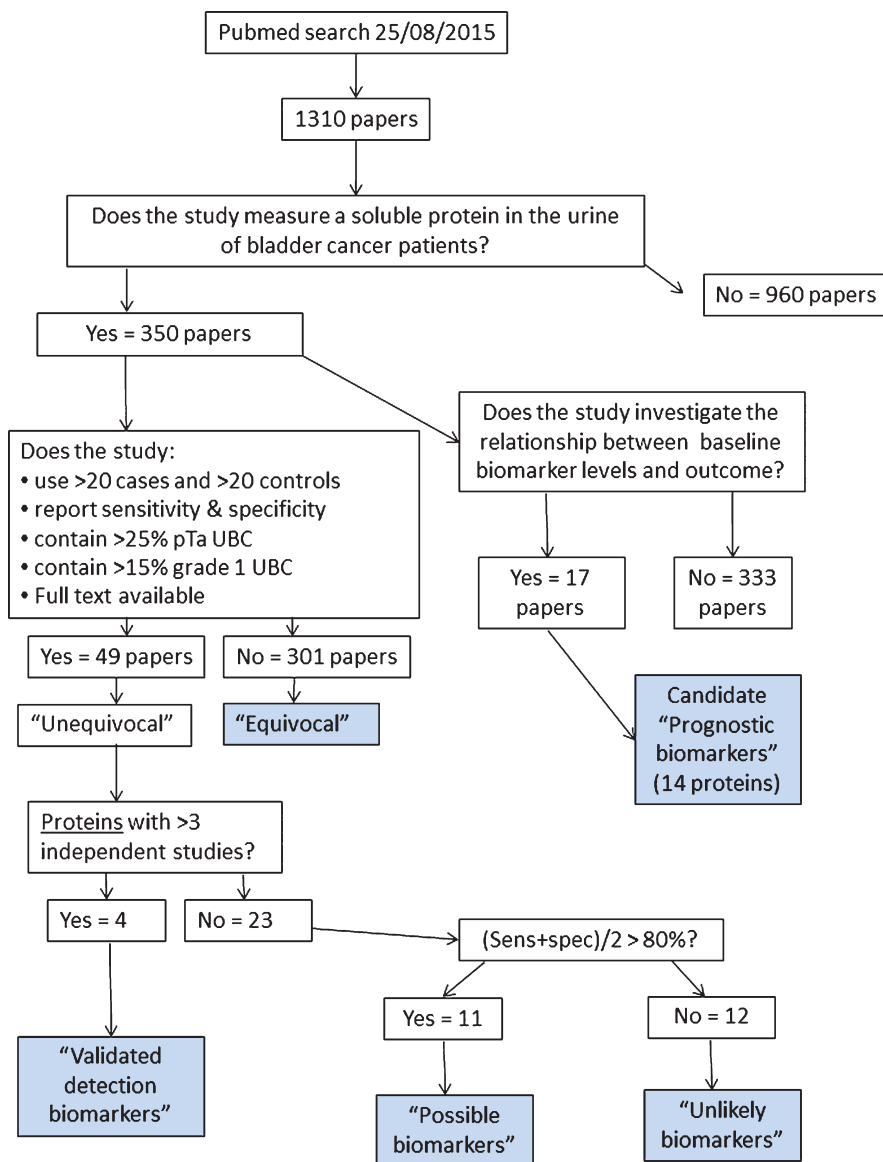 Pubmed search 25/08/2015
1310 papers
Does the study measure a soluble protein in the urine
of bladder cancer patients?
No = 960 papers
Yes = 350 papers
Does the study:
• use >20 cases and >20 controls
• report sensitivity & specificity
• contain >25% pTa UBC
• contain >15% grade 1 UBC
• Full text available
Does the study investigate the
relationship between baseline
biomarker levels and outcome?
Yes = 17
papers
No = 333
papers
Yes = 49 papers
No = 301 papers
"Unequivocal"
"Equivocal"
Candidate
"Prognostic
biomarkers"
(14 proteins)
Proteins with >3
independent studies?
Yes = 4
No = 23
(Sens+spec)/2 > 80%?
Yes = 11
No = 12
"Validated
detection
biomarkers"
"Possible
biomarkers"
"Unlikely
biomarkers"